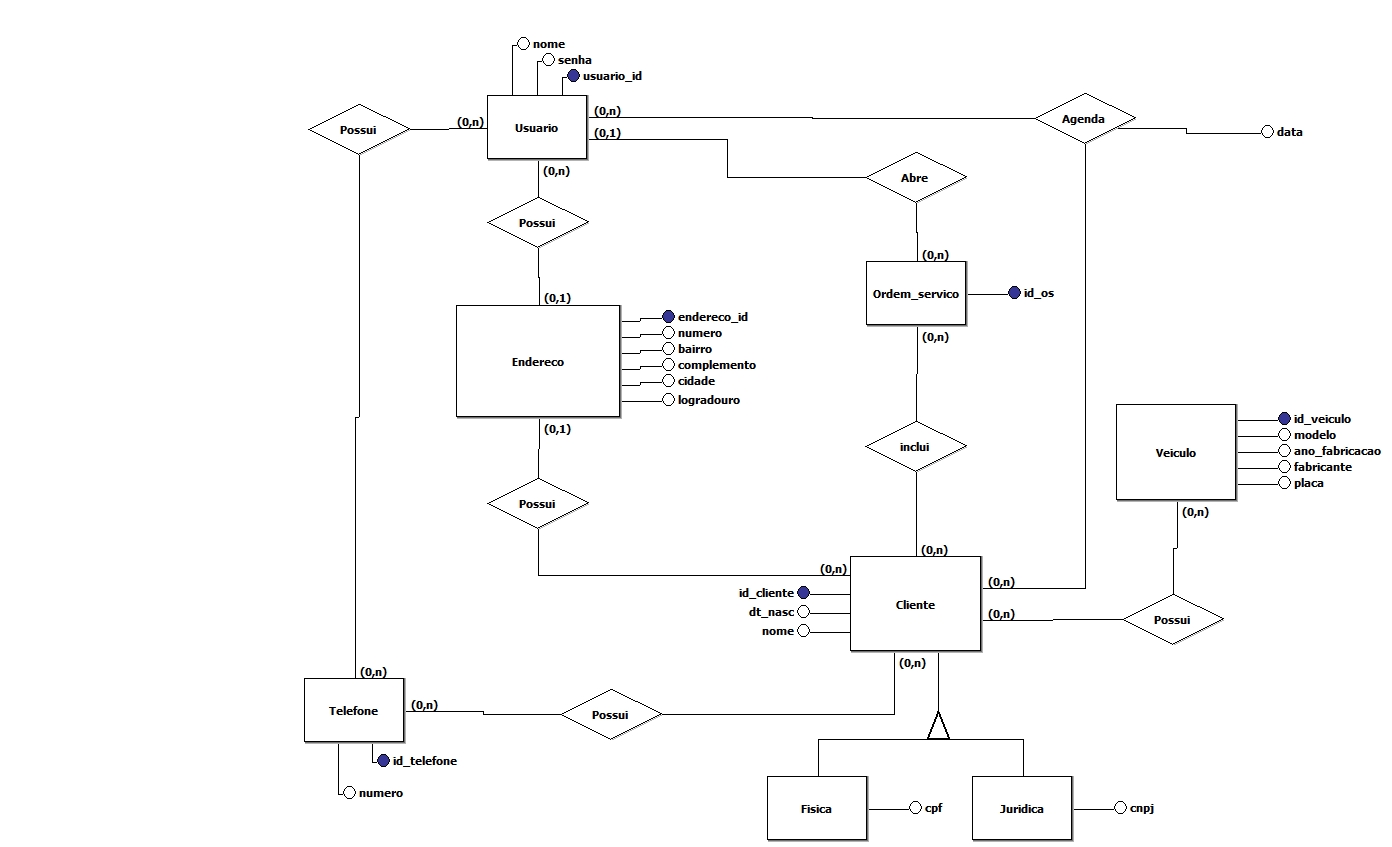 nome
senha
usuario_id
Possui
(0,n)
Usuario
(0,n)
(0,1)
(0,n)
Agenda
data
Abre
Possui
(0,n)
(0,1)
Ordem_servico
id_os
(0,n)
Endereco
endereco_id
numero
bairro
complemento
cidade
logradouro
(0,1)
inclui
Veiculo
id_veiculo
modelo
ano_fabricacao
fabricante
placa
(0,n)
Possui
(0,n)
(0,n)
id_cliente
dt_nasc
nome
Cliente
(0,n)
(0,n)
(0,n)
Possui
(0,n)
Telefone
(0,n)
Possui
id_telefone
numero
Fisica
cpf
Juridica
cnpj